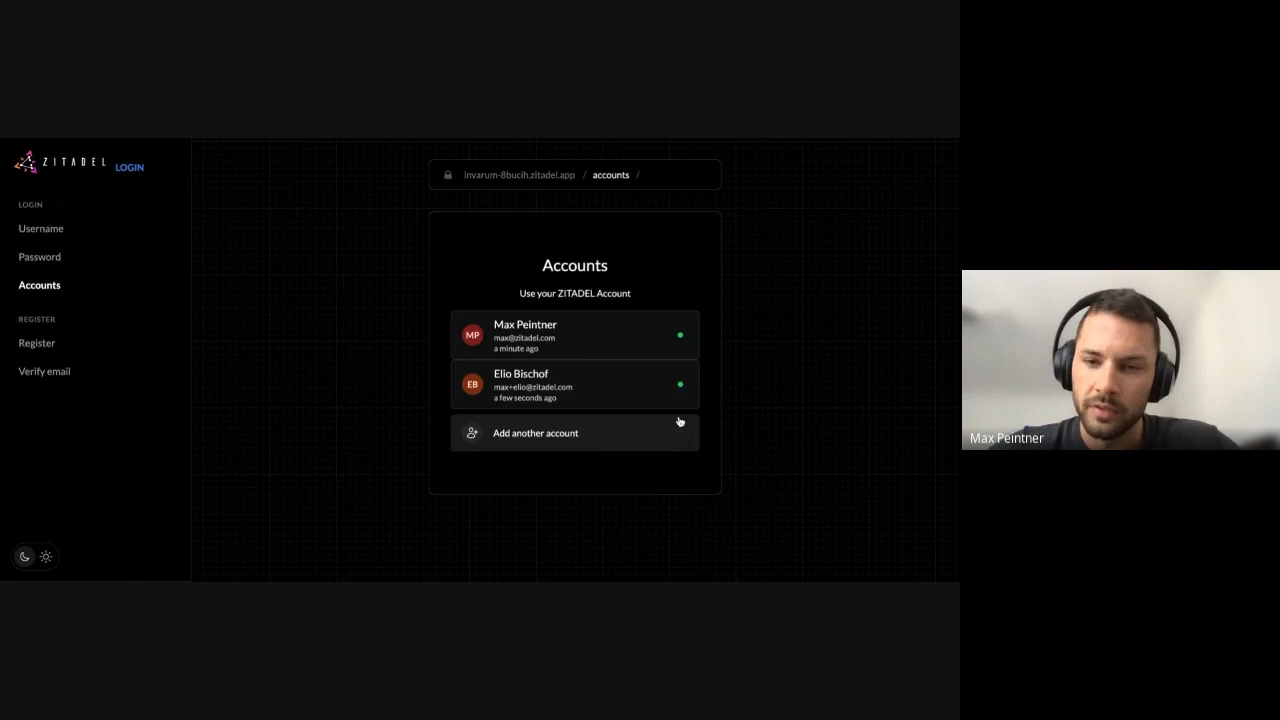 ZITADEL LOGIN
LOGIN
Username
Password
Accounts
REGISTER
Register
Verify email
invarum-8bucih.zitadel.app / accounts /
Accounts
Use your ZITADEL Account
MP
Max Peintner
max@zitadel.com
a minute ago
EB
Elio Bischof
max+elio@zitadel.com
a few seconds ago
Add another account
Max Peintner